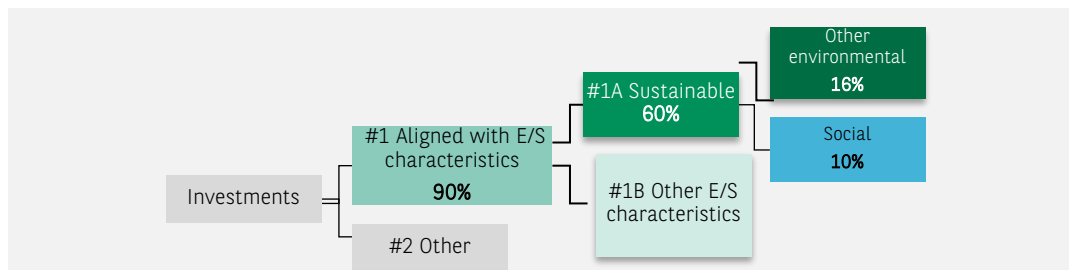 Other
environmental
16%
#1A Sustainable
60%
#1 Aligned with E/S
characteristics
90%
Social
10%
Investments
#1B Other E/S
characteristics
#2 Other